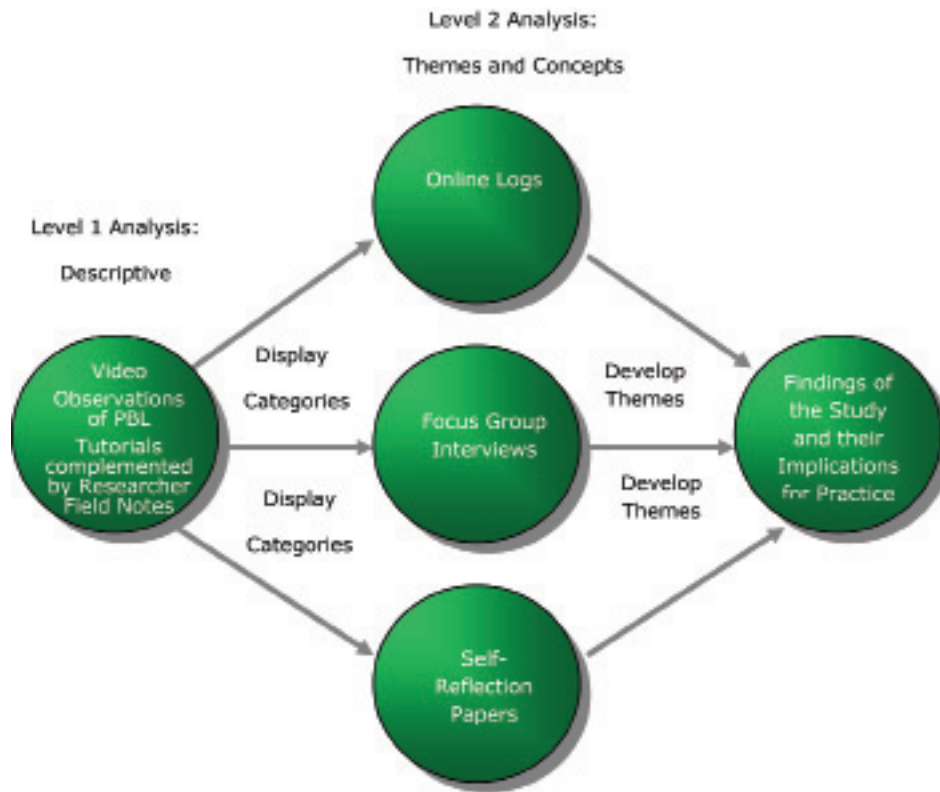 Level 2 Analysis:
Themes and Concepts
Online Logs
Level 1 Analysis:
Descriptive
Video
Observations
of PBL
Tutorials
complemented
by Researcher
Field Notes
Display
Categories
Display
Categories
Focus Group
Interviews
Develop
Themes
Develop
Themes
Findings of
the Study
and their
Implications
for Practice
Self-
Reflection
Papers